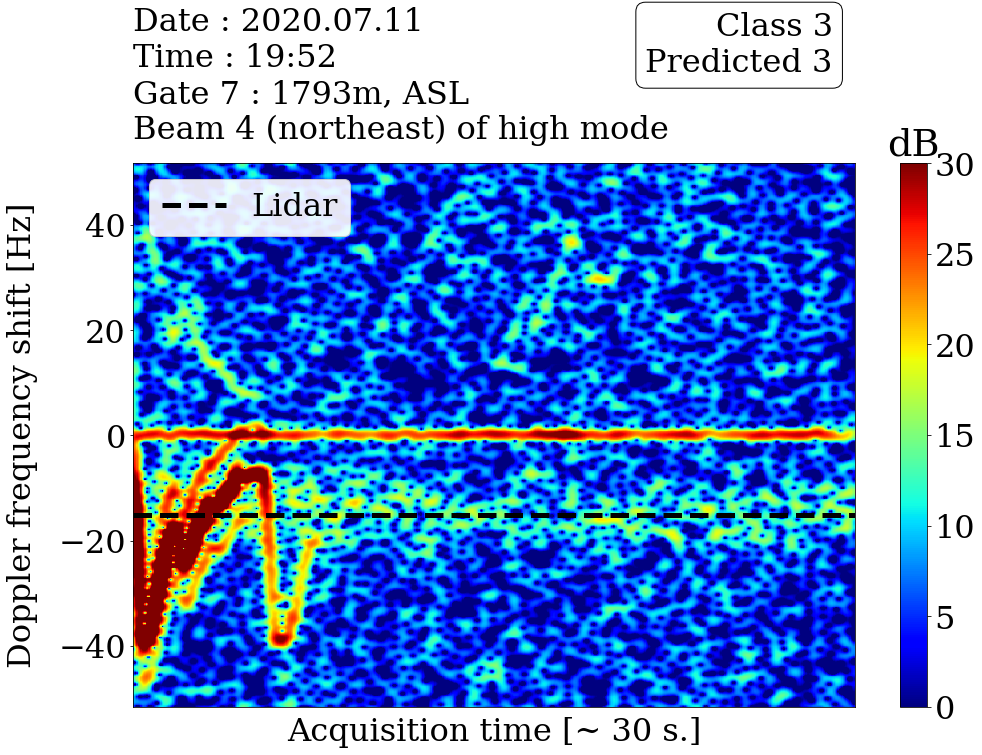 Date : 2020.07.11
Time : 19:52
Gate 7 : 1793m, ASL
Beam 4 (northeast) of high mode
Class 3
Predicted 3
dB
Lidar
Doppler frequency shift [Hz]
40
20
0
−20
−40
30
25
20
15
10
5
0
Acquisition time [~ 30 s.]